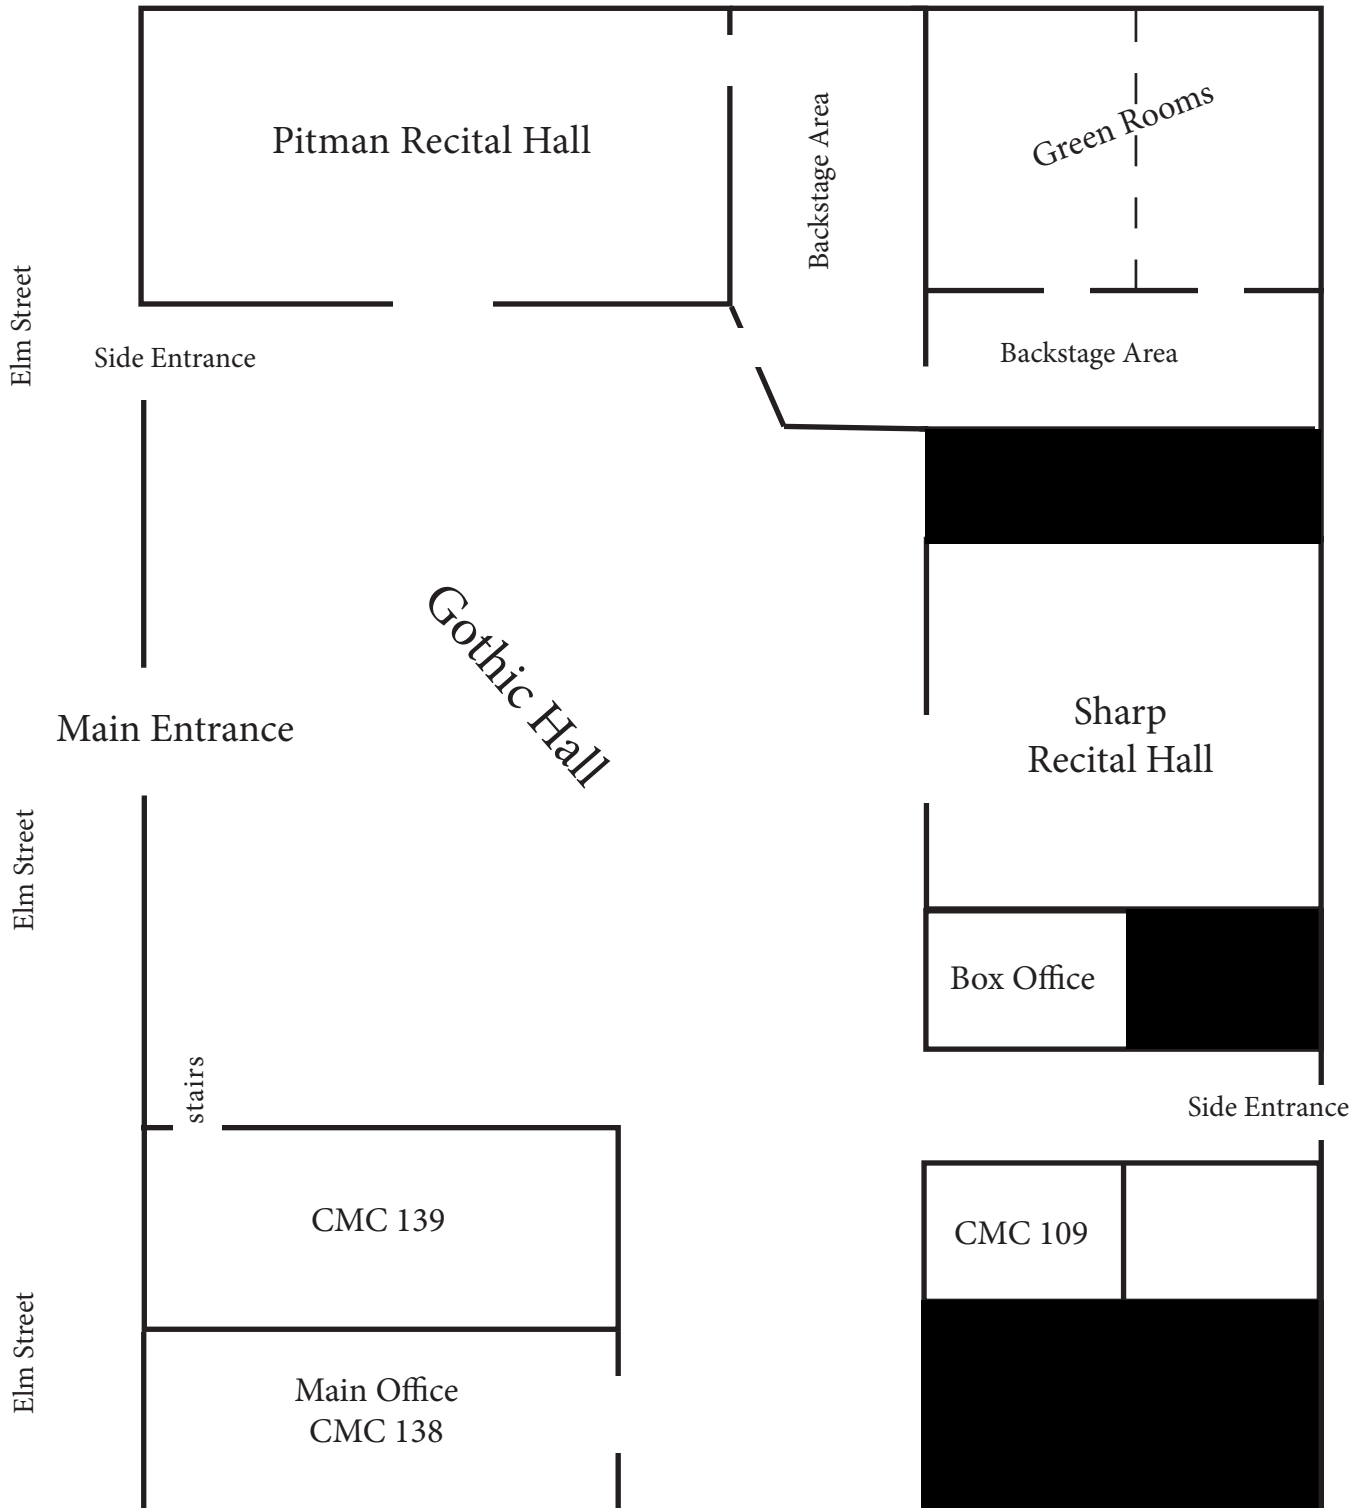 Pitman Recital Hall
Backstage Area
Green Rooms
Elm Street
Side Entrance
Backstage Area
Gothic Hall
Main Entrance
Sharp
Recital Hall
Elm Street
Box Office
stairs
Side Entrance
CMC 139
CMC 109
Elm Street
Main Office
CMC 138